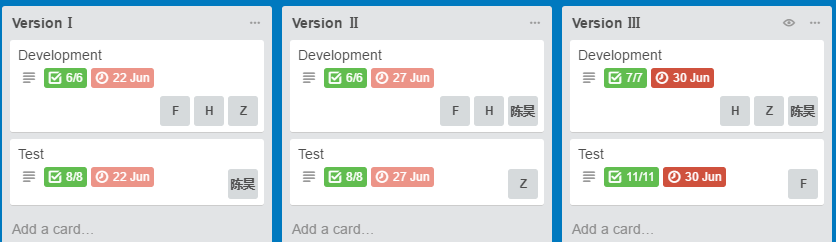 Version Ⅰ
Development
6/6 22 Jun
F H Z
Test
8/8 22 Jun
陈昊
Add a card...
Version Ⅱ
Development
6/6 27 Jun
F H 陈昊
Test
8/8 27 Jun
Z
Add a card...
Version Ⅲ
Development
7/7 30 Jun
H Z 陈昊
Test
11/11 30 Jun
F
Add a card...